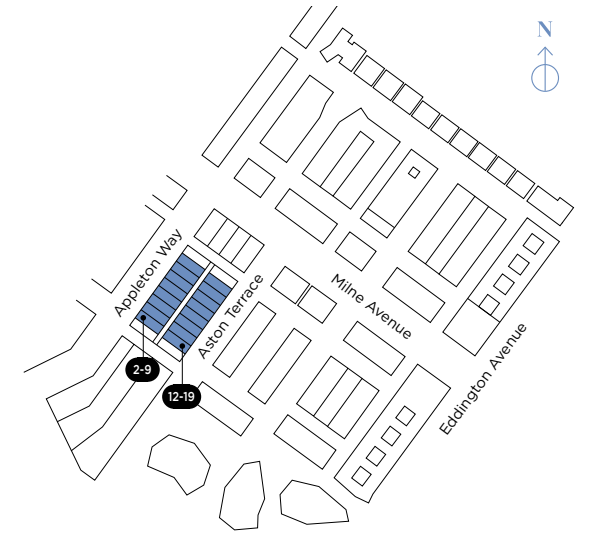 N
Appleton Way
Aston Terrace
Milne Avenue
Eddington Avenue
2-9
12-19